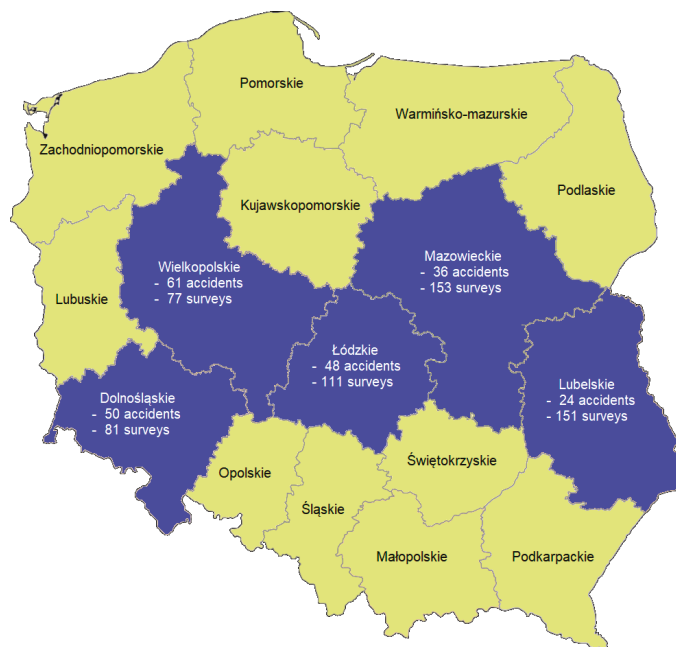 Pomorskie
Warmińsko-mazurskie
Zachodniopomorskie
Podlaskie
Kujawskopomorskie
Mazowieckie
- 36 accidents
- 153 surveys
Wielkopolskie
- 61 accidents
- 77 surveys
Lubuskie
Łódzkie
- 48 accidents
- 111 surveys
Lubelskie
- 24 accidents
- 151 surveys
Dolnośląskie
- 50 accidents
- 81 surveys
Świętokrzyskie
Opolskie
Śląskie
Małopolskie
Podkarpackie